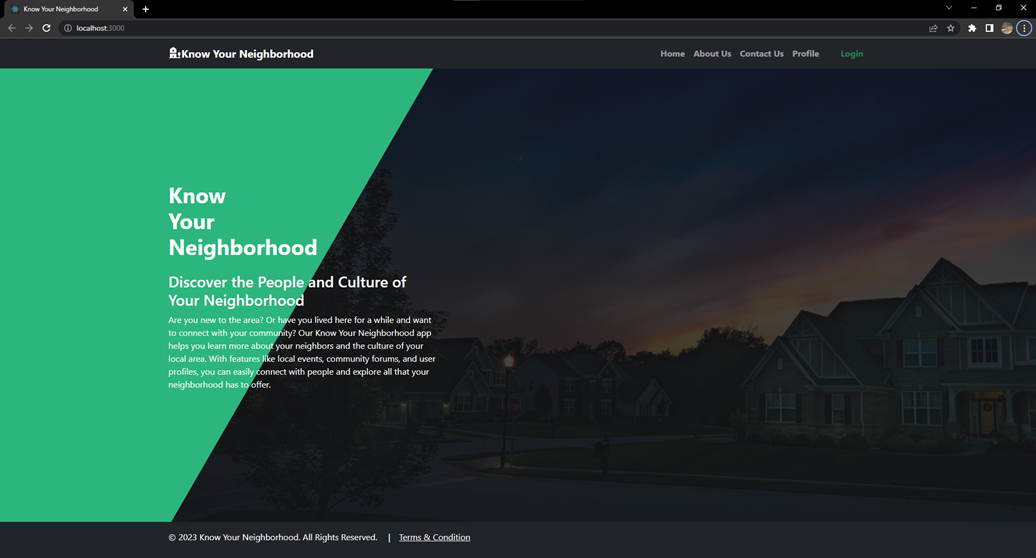 Know Your Neighborhood
localhost:3000
Know Your Neighborhood
Home About Us Contact Us Profile Login
Know
Your
Neighborhood
Discover the People and Culture of
Your Neighborhood
Are you new to the area? Or have you lived here for a while and want
to connect with your community? Our Know Your Neighborhood app
helps you learn more about your neighbors and the culture of your
local area. With features like local events, community forums, and user
profiles, you can easily connect with people and explore all that your
neighborhood has to offer.
© 2023 Know Your Neighborhood. All Rights Reserved. | Terms & Condition